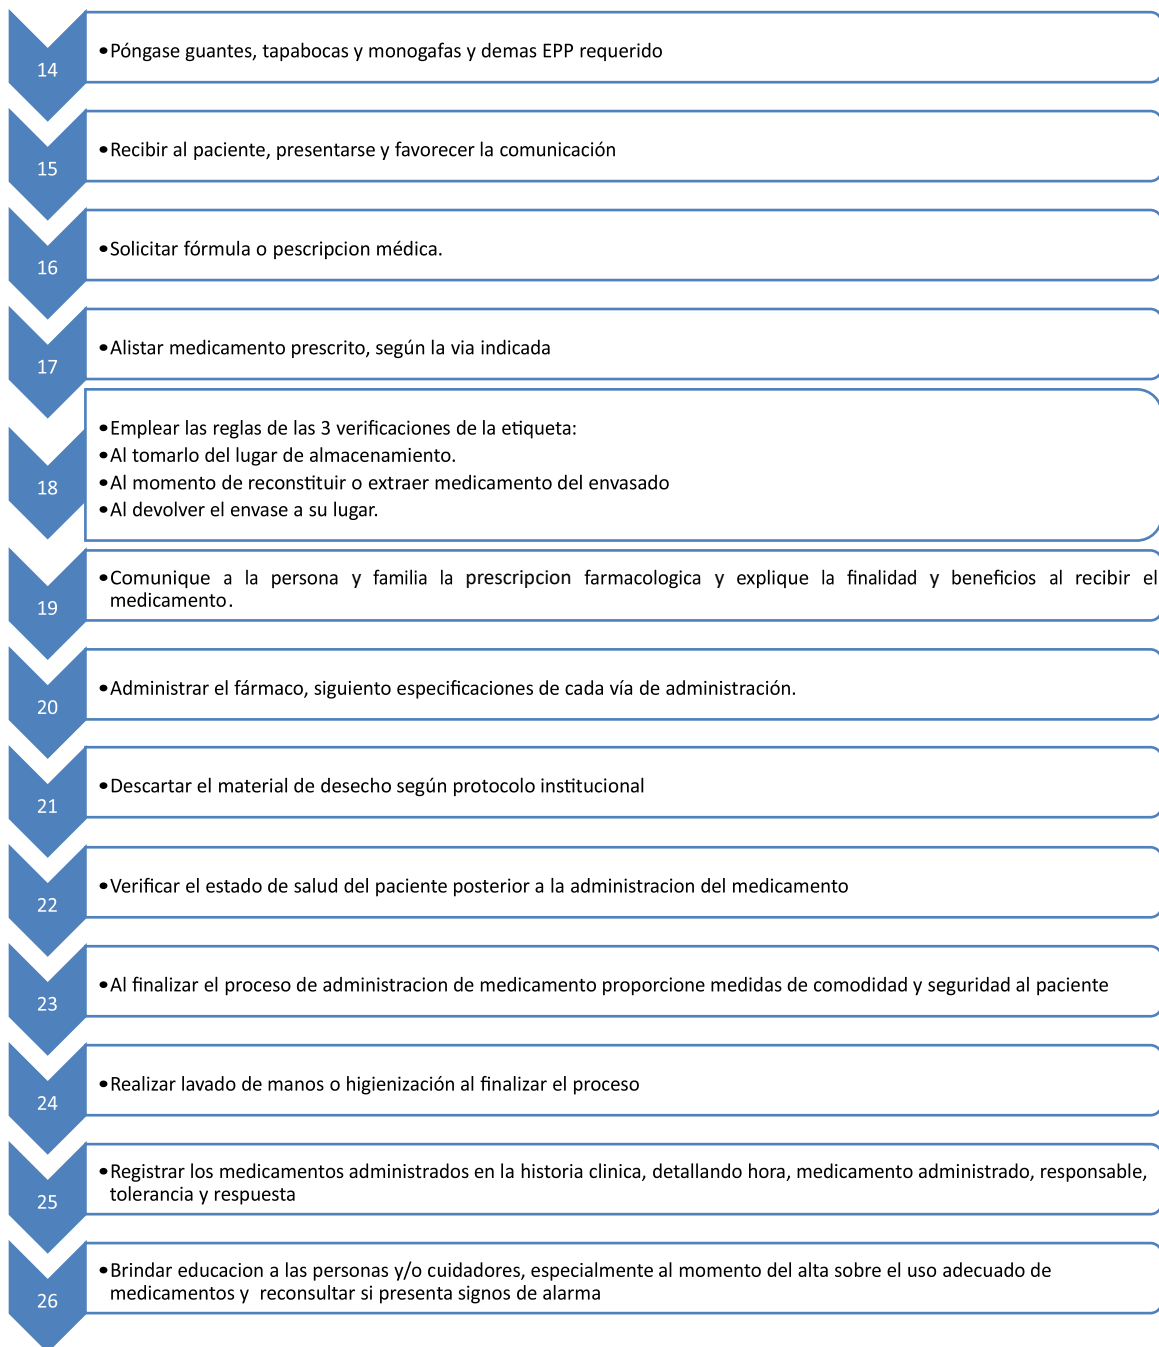 14
•Póngase guantes, tapabocas y monogafas y demas EPP requerido
15
•Recibir al paciente, presentarse y favorecer la comunicación
16
•Solicitar fórmula o pescripcion médica.
17
•Alistar medicamento prescrito, según la via indicada
18
•Emplear las reglas de las 3 verificaciones de la etiqueta:
•Al tomarlo del lugar de almacenamiento.
•Al momento de reconstituir o extraer medicamento del envasado
•Al devolver el envase a su lugar.
19
•Comunique a la persona y familia la prescripcion farmacologica y explique la finalidad y beneficios al recibir el
medicamento.
20
•Administrar el fármaco, siguiento especificaciones de cada vía de administración.
21
•Descartar el material de desecho según protocolo institucional
22
•Verificar el estado de salud del paciente posterior a la administracion del medicamento
23
•Al finalizar el proceso de administracion de medicamento proporcione medidas de comodidad y seguridad al paciente
24
•Realizar lavado de manos o higienización al finalizar el proceso
25
•Registrar los medicamentos administrados en la historia clinica, detallando hora, medicamento administrado, responsable,
tolerancia y respuesta
26
•Brindar educacion a las personas y/o cuidadores, especialmente al momento del alta sobre el uso adecuado de
medicamentos y reconsultar si presenta signos de alarma